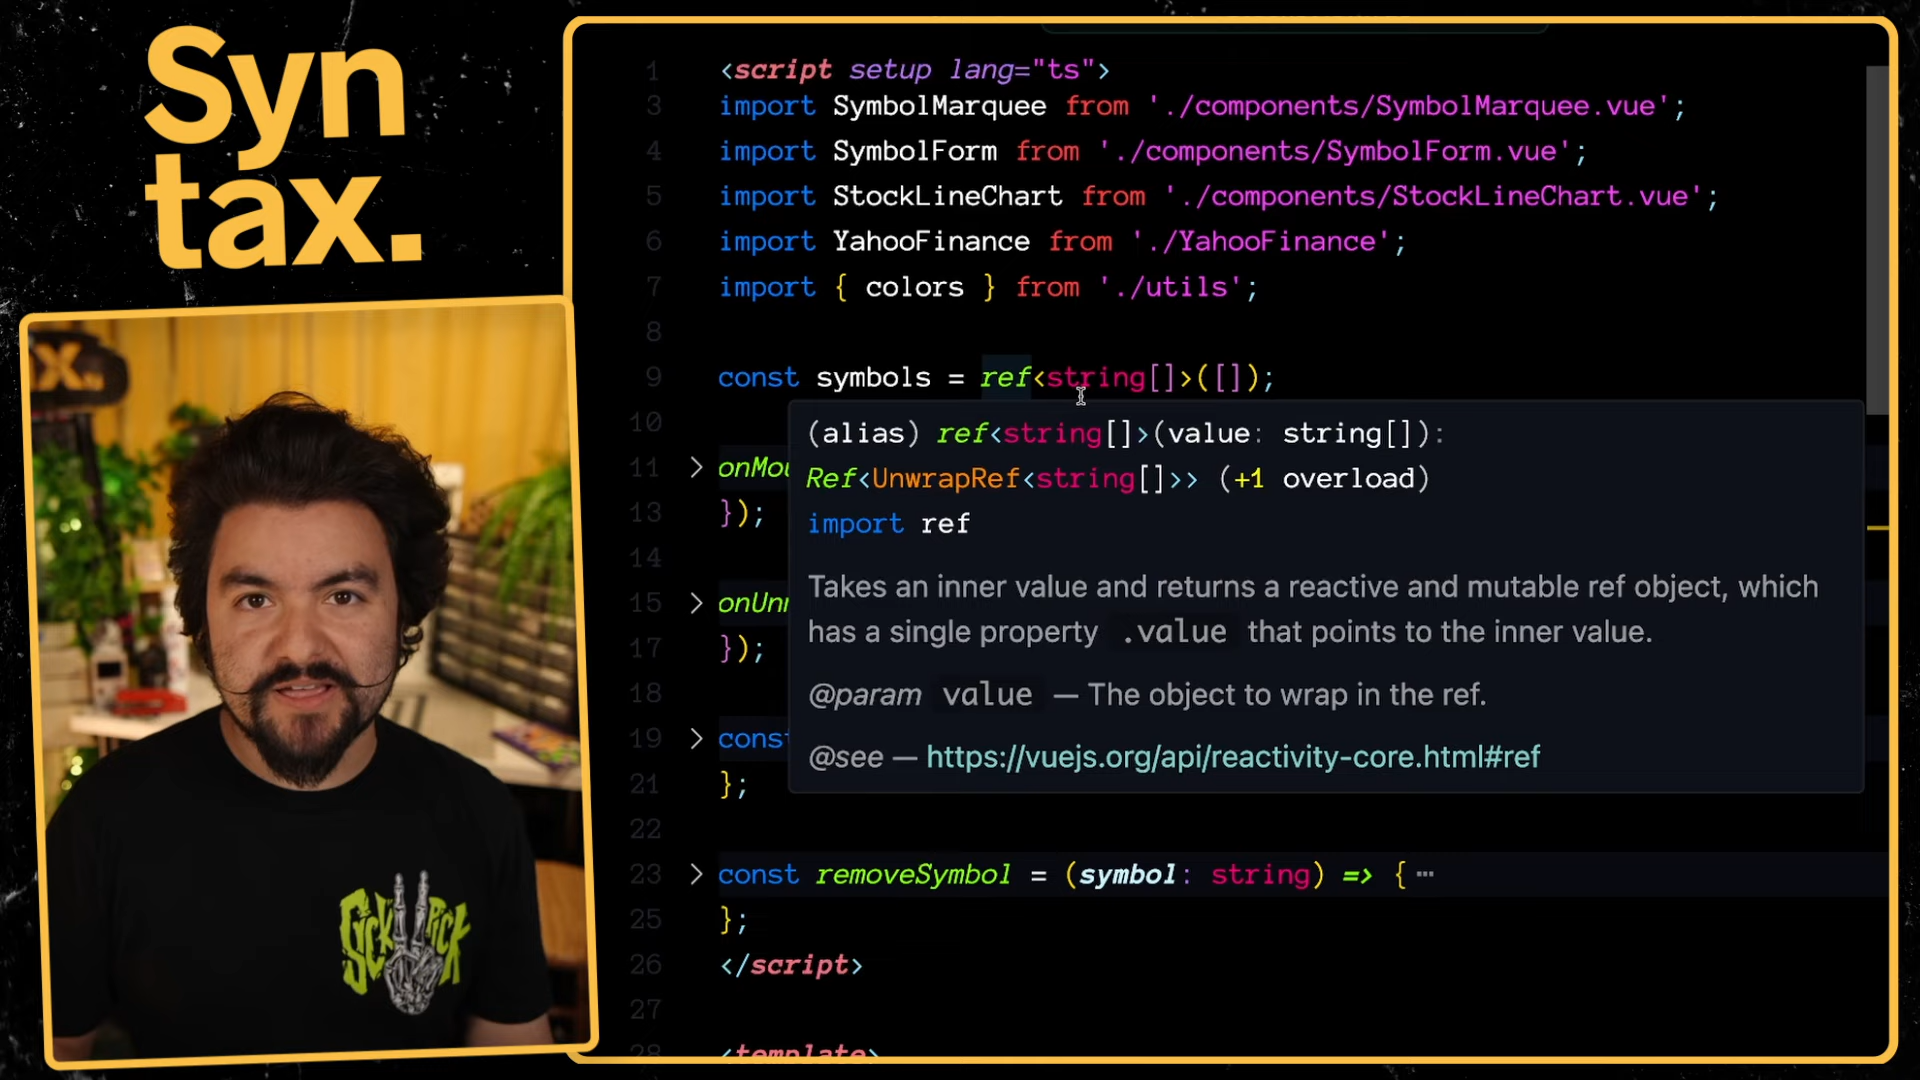 Syn
tax.
X.
SICK PICK
1 <script setup lang="ts">
3 import SymbolMarquee from './components/SymbolMarquee.vue';
4 import SymbolForm from './components/SymbolForm.vue';
5 import StockLineChart from './components/StockLineChart.vue';
6 import YahooFinance from './YahooFinance';
7 import { colors } from './utils';
8
9 const symbols = ref<string[]>([]);
10
(alias) ref<string[]>(value: string[]):
11 onMou
Ref<UnwrapRef<string[]>> (+1 overload)
13 });
import ref
14
15 onUnm
Takes an inner value and returns a reactive and mutable ref object, which
has a single property .value that points to the inner value.
17 });
18
@param value — The object to wrap in the ref.
19 const
@see — https://vuejs.org/api/reactivity-core.html#ref
21 };
22
23 const removeSymbol = (symbol: string) => { ⋯
25 };
26 </script>
27
28 <template>